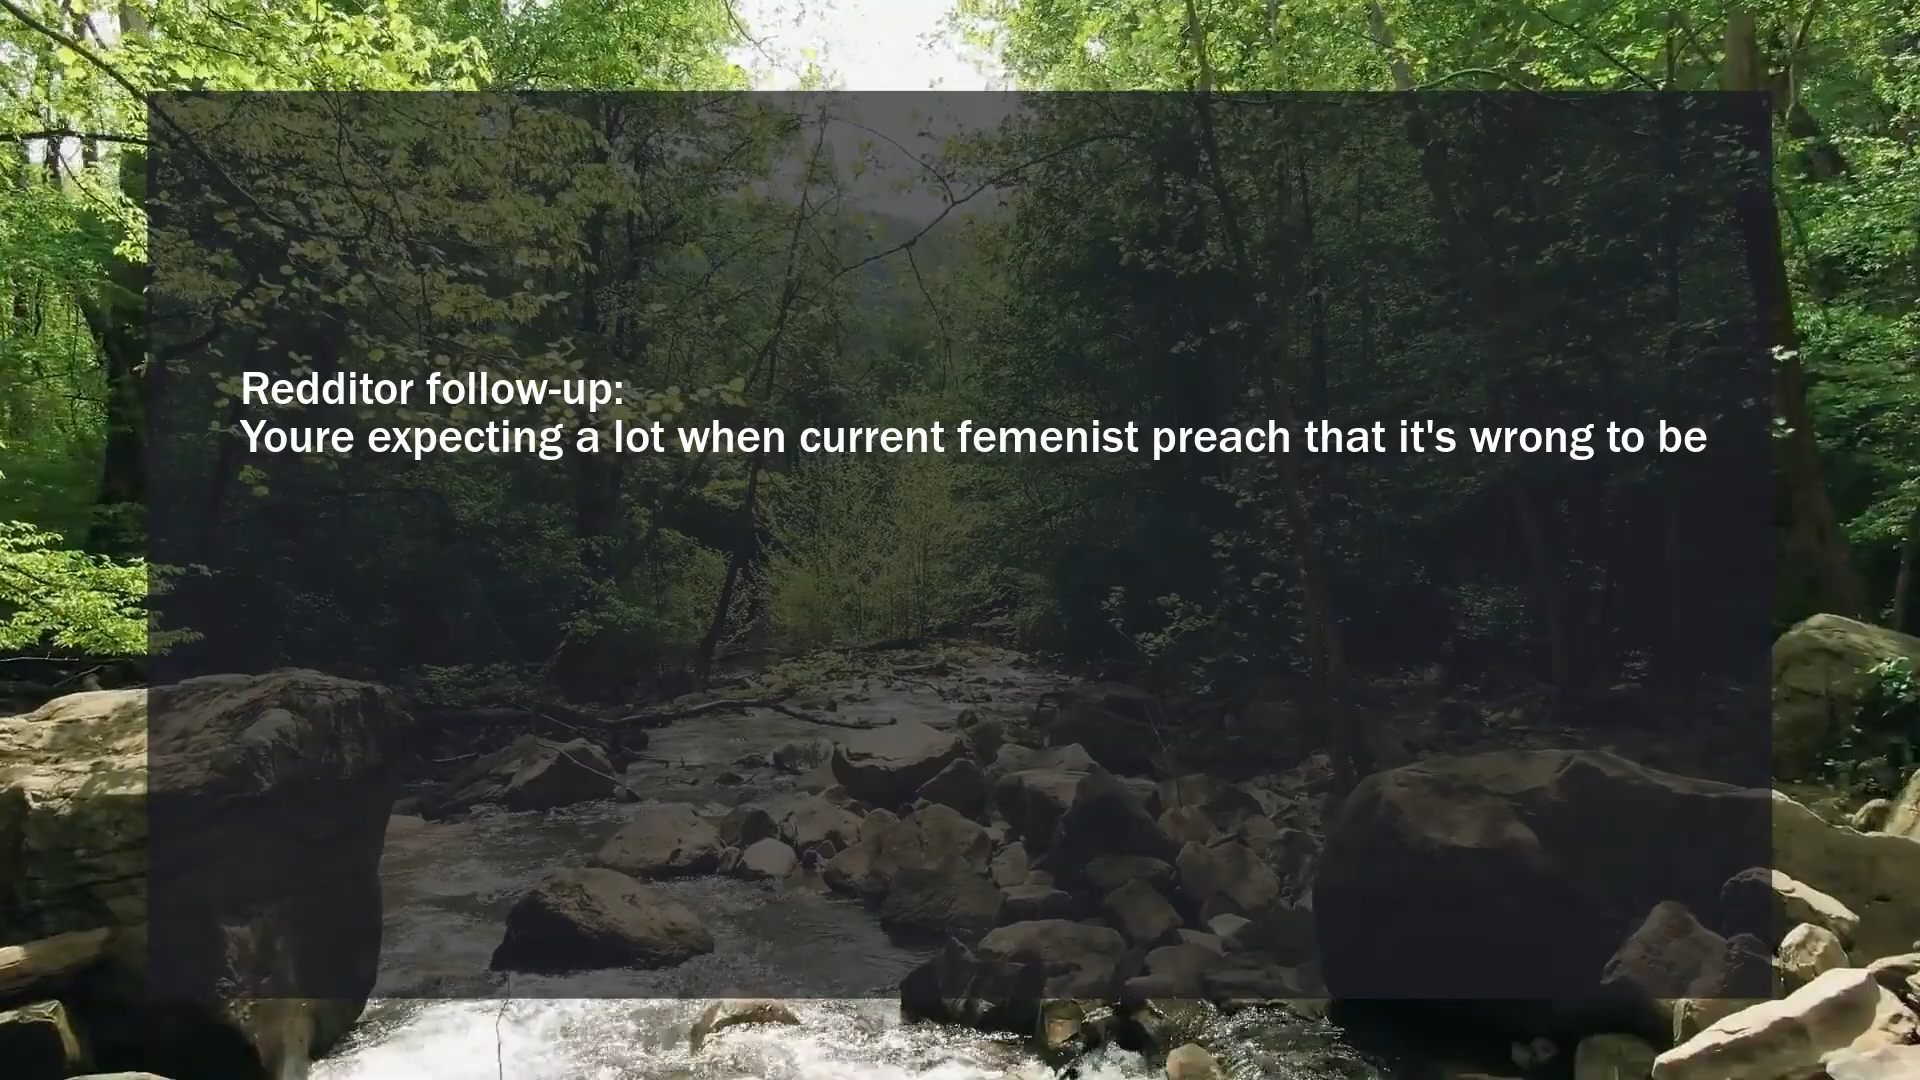 Redditor follow-up:
Youre expecting a lot when current femenist preach that it's wrong to be